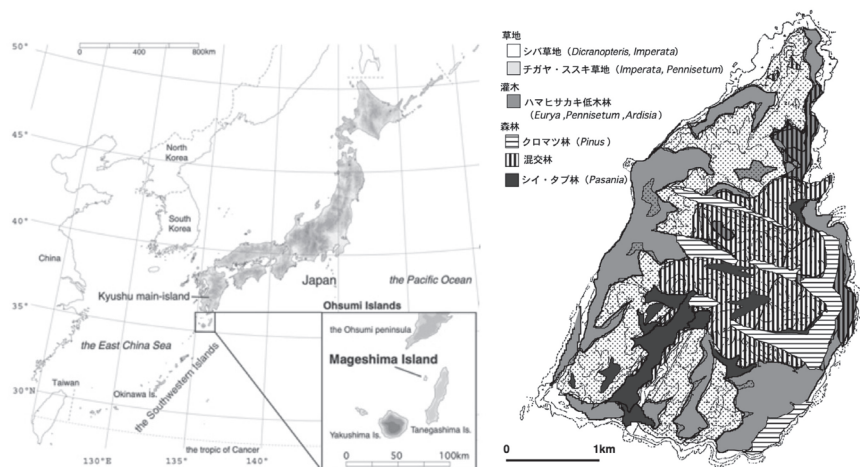 0 400 800km
50°
45°
40°
35°
30°N
130°E
135°
140°
North
Korea
South
Korea
China
Japan
the Pacific Ocean
Kyushu main-island
the East China Sea
Taiwan
Okinawa Is.
the Southwestern Islands
the tropic of Cancer
Ohsumi Islands
the Ohsumi peninsula
Mageshima Island
Yakushima Is.
Tanegashima Is.
0 50 100km
草地
シバ草地（Dicranopteris, Imperata）
チガヤ・ススキ草地（Imperata, Pennisetum）
灌木
ハマヒサカキ低木林
（Eurya ,Pennisetum ,Ardisia ）
森林
クロマツ林（Pinus ）
混交林
シイ・タブ林（Pasania）
0 1km